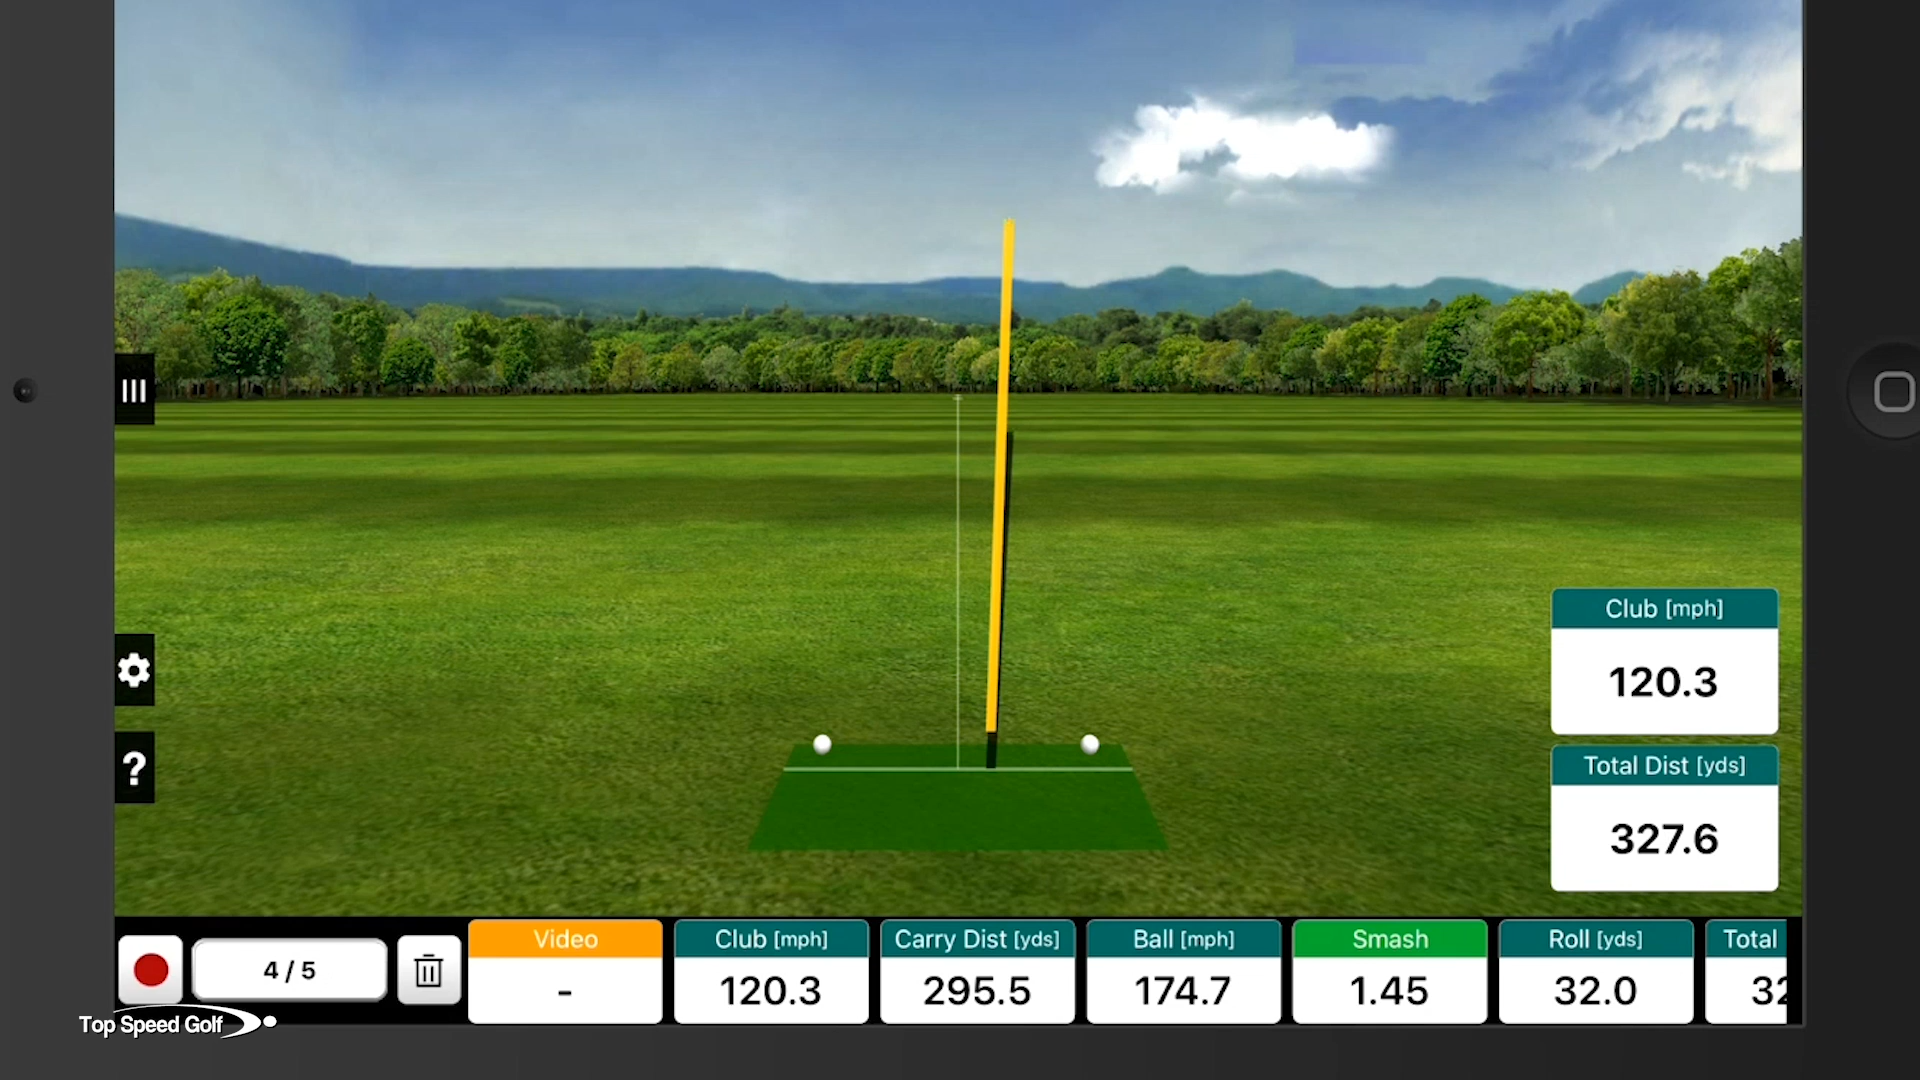 Club [mph]
120.3
Total Dist [yds]
327.6
?
4 / 5
Video
-
Club [mph]
120.3
Carry Dist [yds]
295.5
Ball [mph]
174.7
Smash
1.45
Roll [yds]
32.0
Total
32
Top Speed Golf